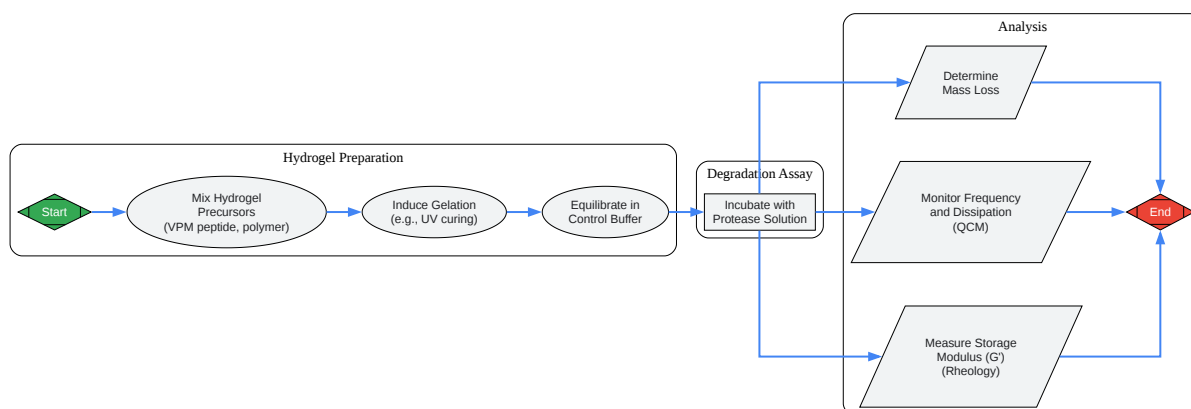 Analysis
Determine
Mass Loss
Hydrogel Preparation
Degradation Assay
Start
Mix Hydrogel
Precursors
(VPM peptide, polymer)
Induce Gelation
(e.g., UV curing)
Equilibrate in
Control Buffer
Incubate with
Protease Solution
Monitor Frequency
and Dissipation
(QCM)
End
Measure Storage
Modulus (G')
(Rheology)